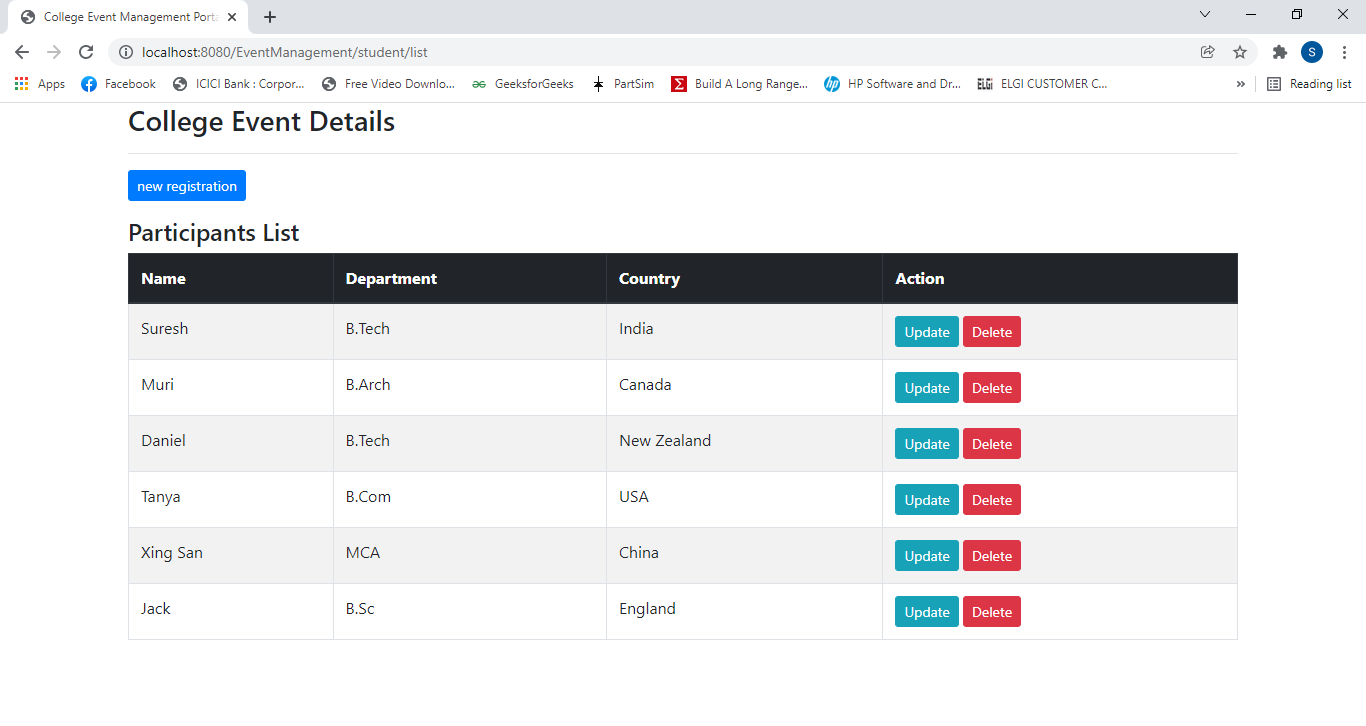 College Event Management Porta
localhost:8080/EventManagement/student/list
S
Apps Facebook ICICI Bank : Corpor... Free Video Downlo... GeeksforGeeks PartSim Build A Long Range... HP Software and Dr... ELGI ELGI CUSTOMER C... » Reading list
College Event Details
new registration
Participants List
Name Department Country Action
Suresh B.Tech India Update Delete
Muri B.Arch Canada Update Delete
Daniel B.Tech New Zealand Update Delete
Tanya B.Com USA Update Delete
Xing San MCA China Update Delete
Jack B.Sc England Update Delete